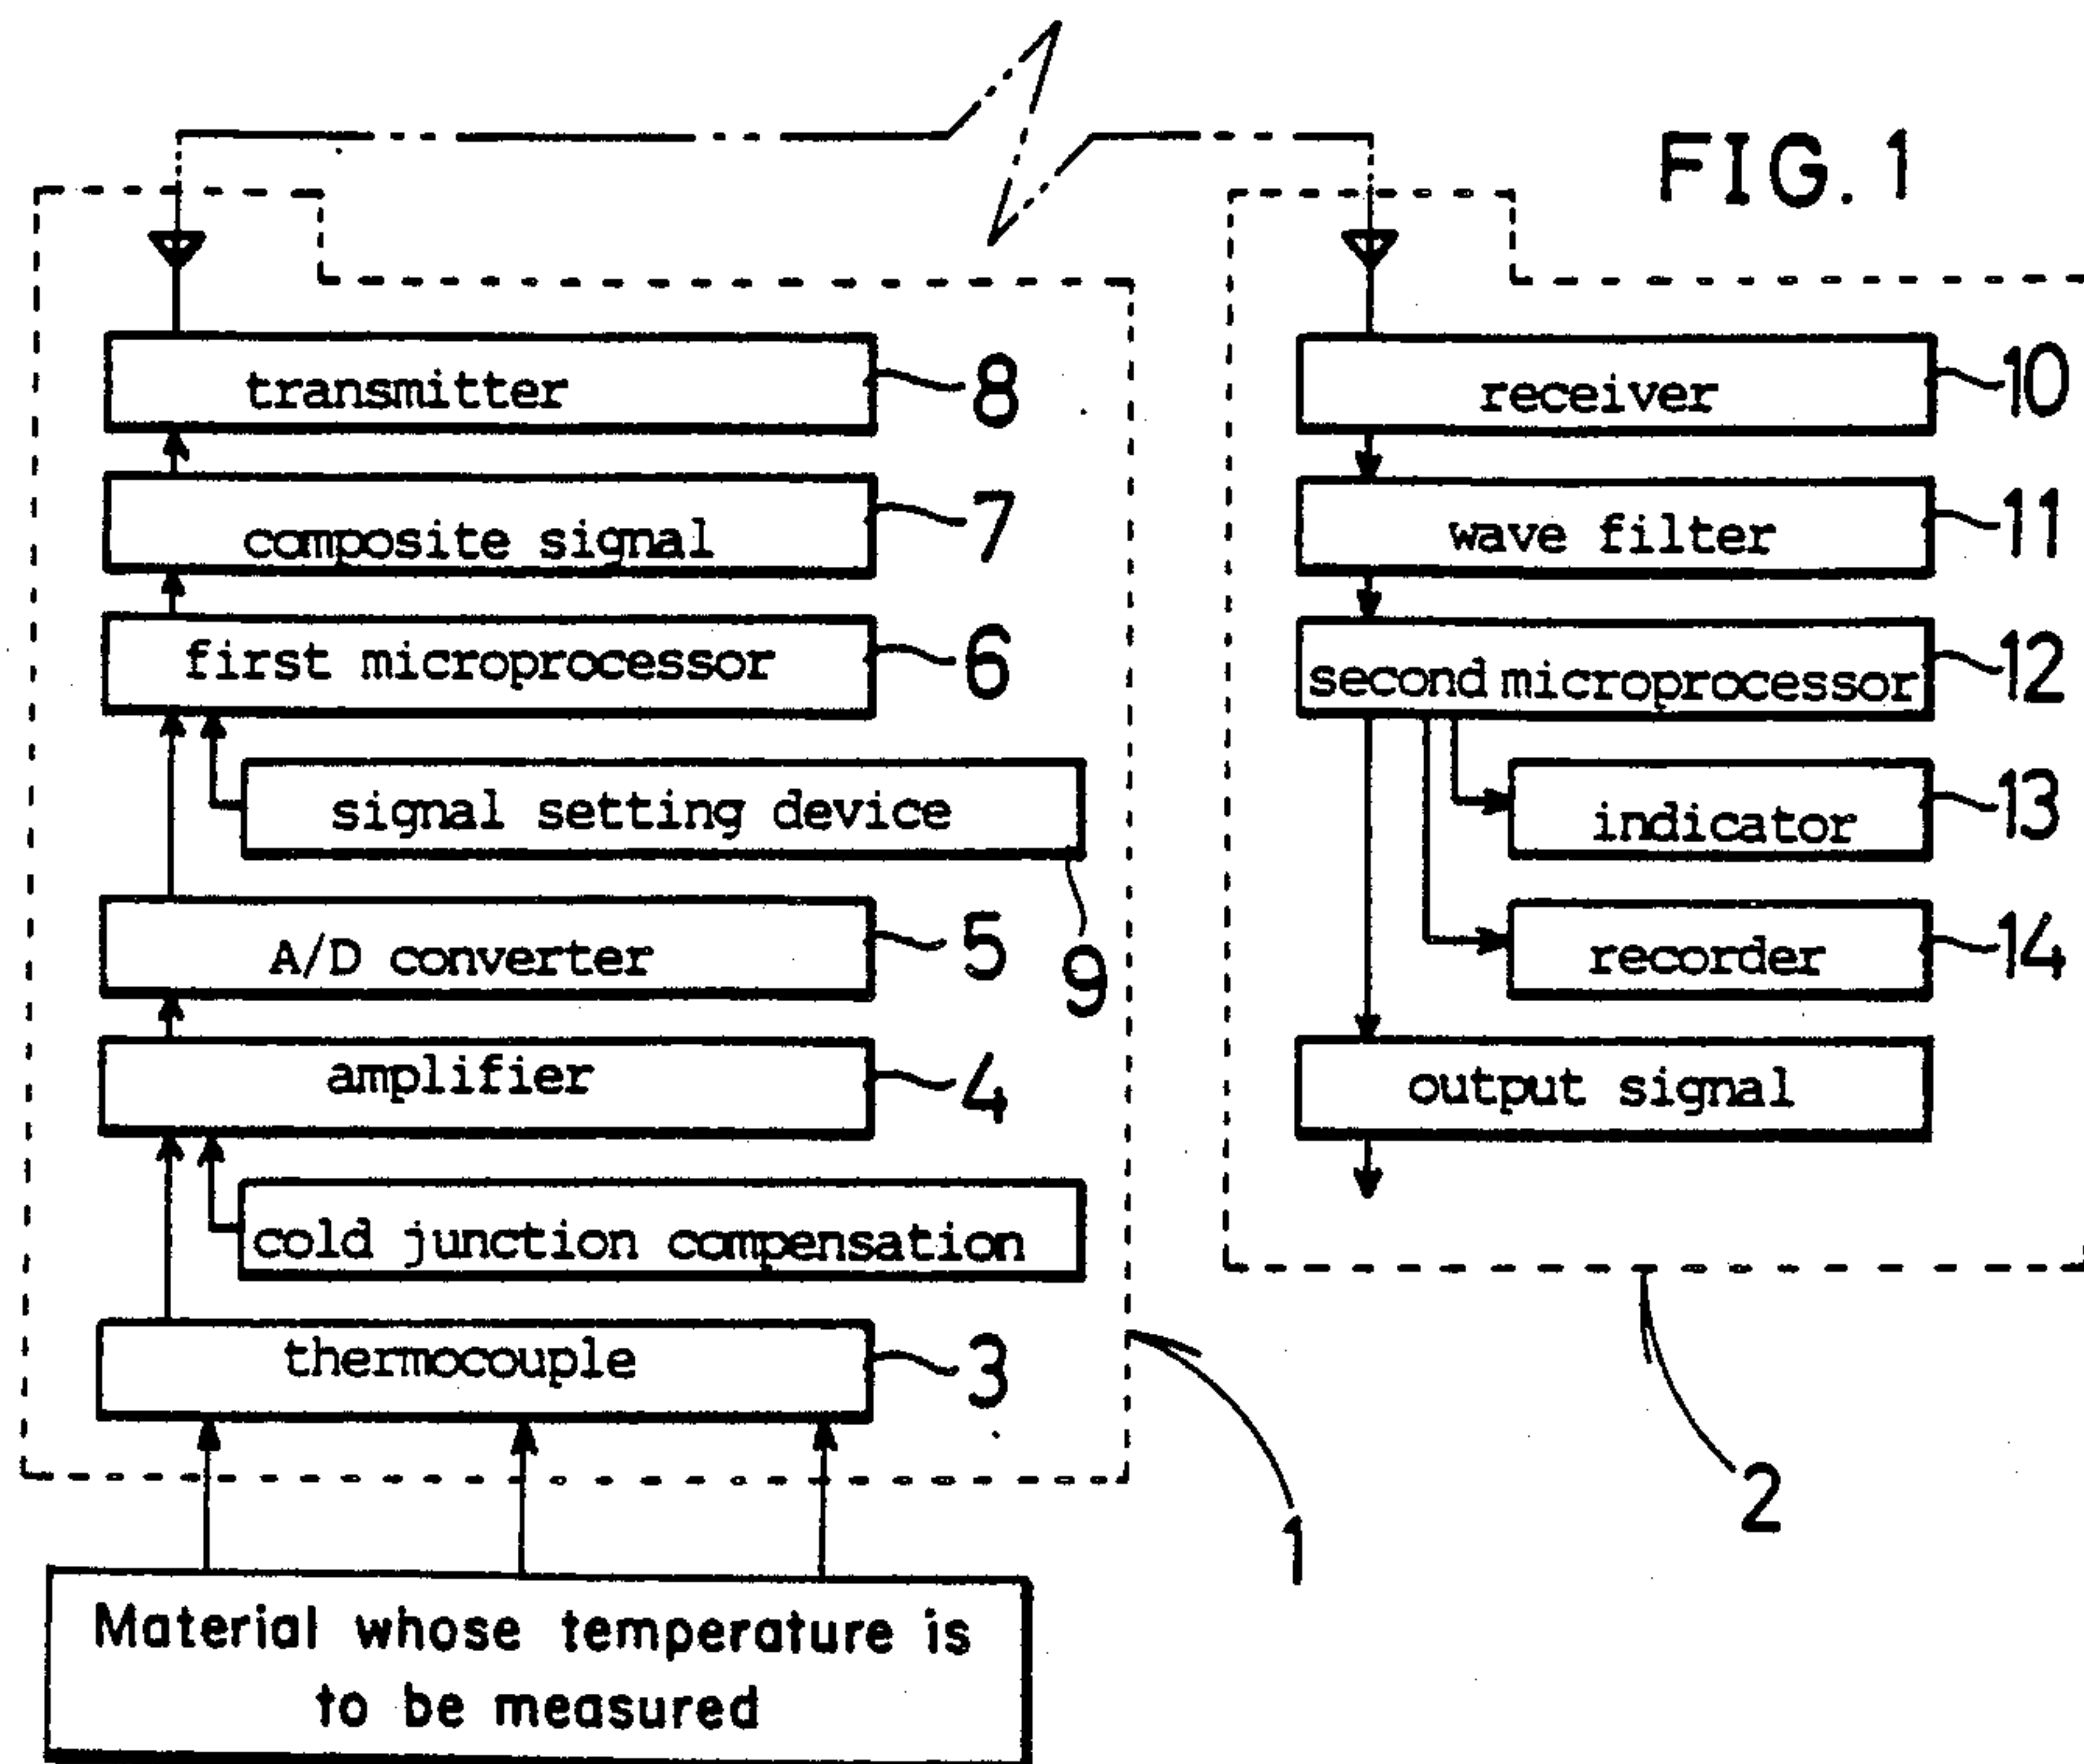 FIG. 1
transmitter
8
composite signal
7
first microprocessor
6
signal setting device
9
A/D converter
5
amplifier
4
cold junction compensation
thermocouple
3
1
Material whose temperature is
to be measured
receiver
10
wave filter
11
second microprocessor
12
indicator
13
recorder
14
output signal
2